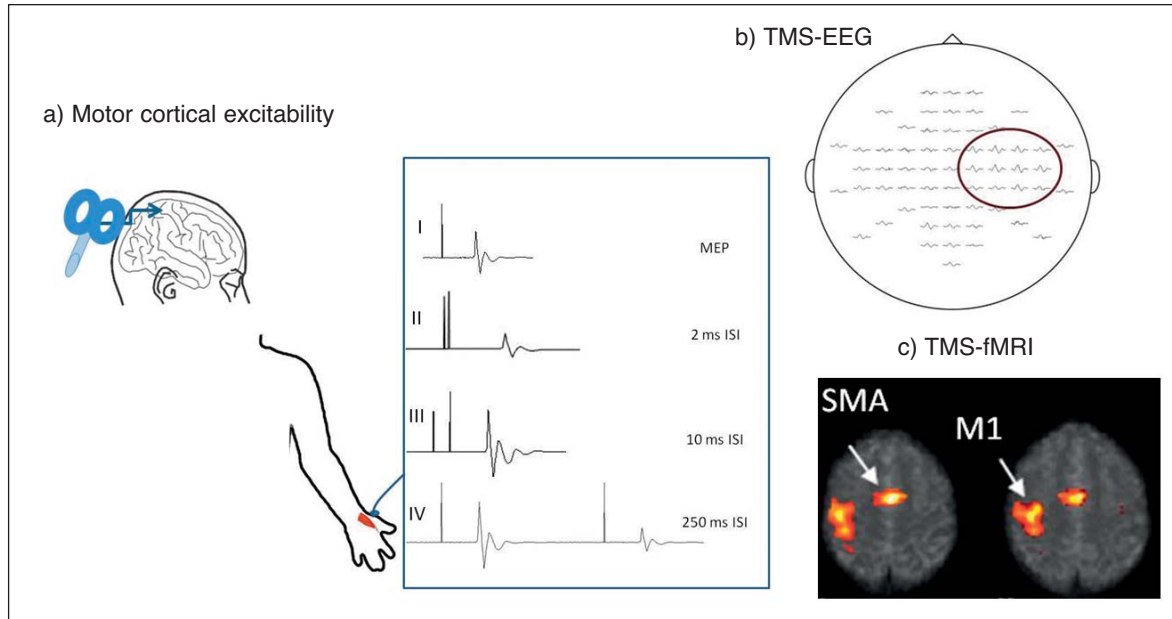 a) Motor cortical excitability
I
MEP
II
2 ms ISI
III
10 ms ISI
IV
250 ms ISI
b) TMS-EEG
c) TMS-fMRI
SMA
M1